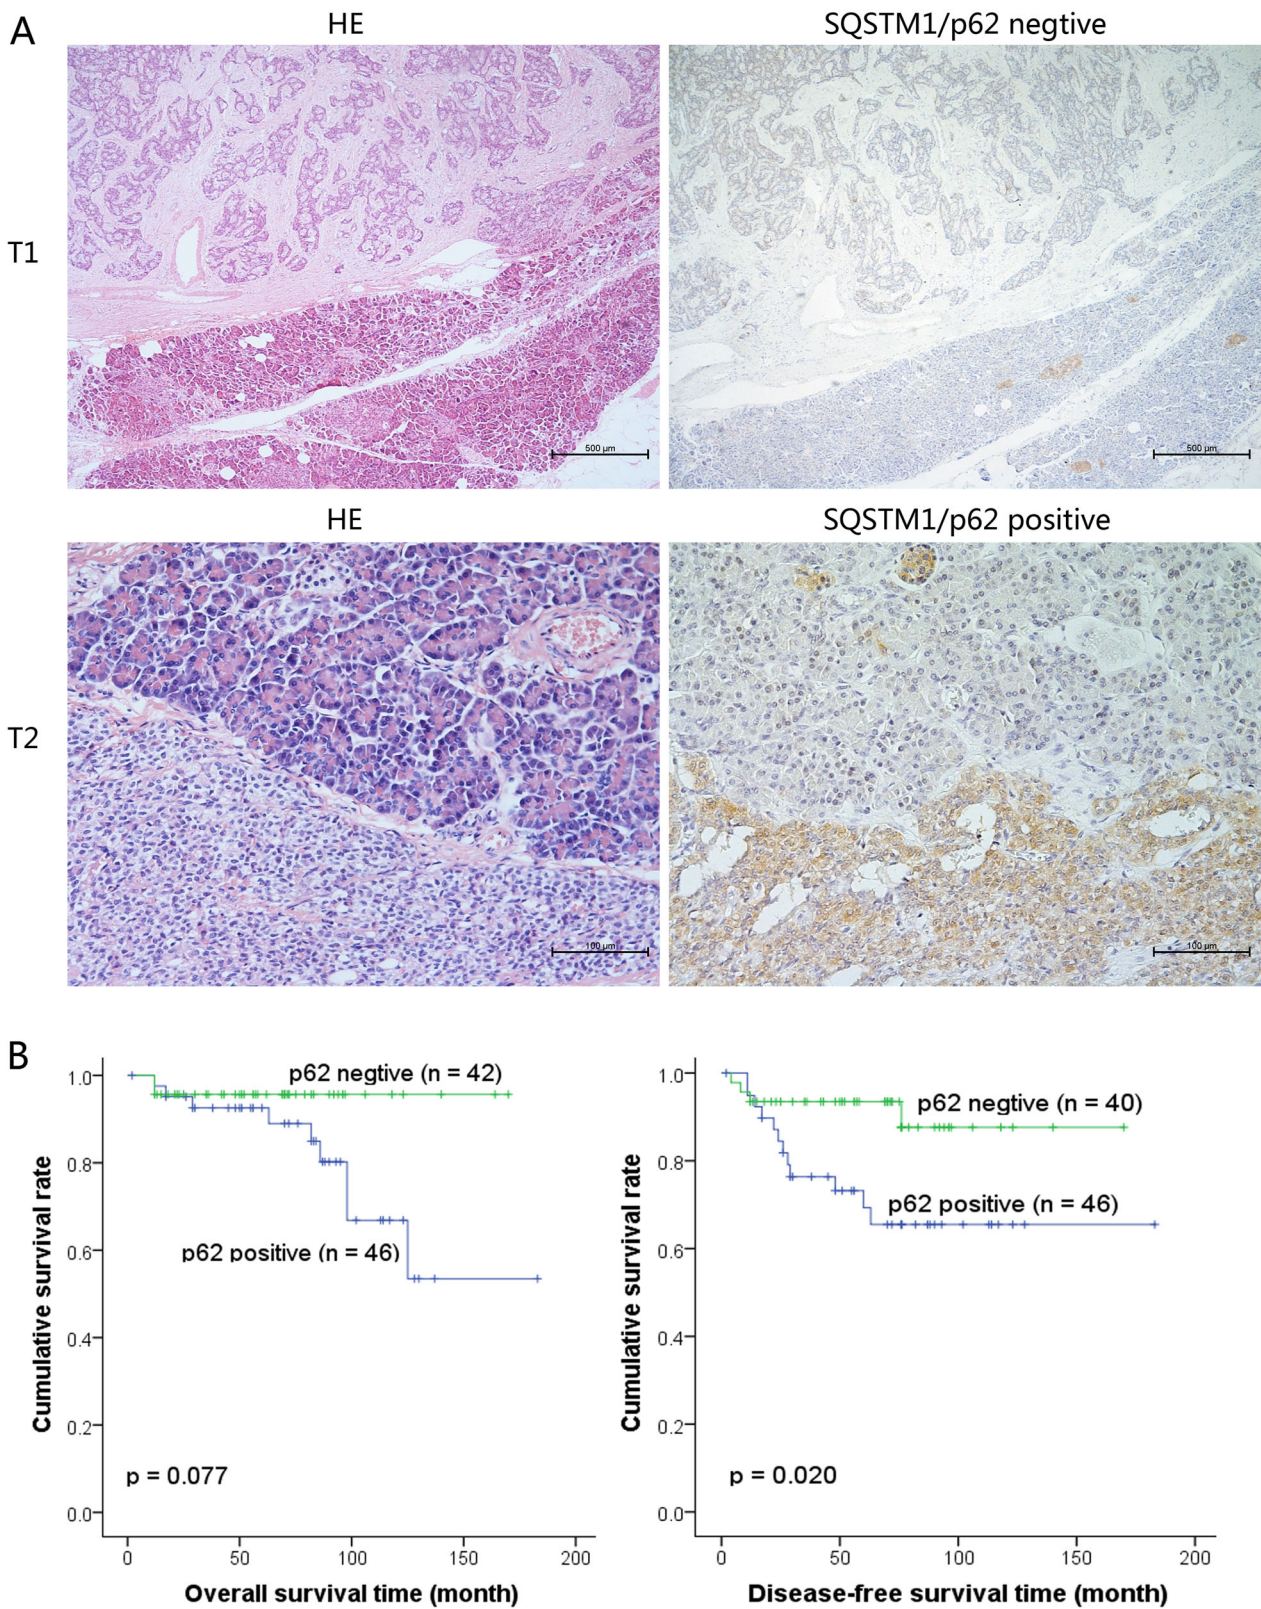 A
HE
SQSTM1/p62 negtive
T1
500 µm
500 µm
HE
SQSTM1/p62 positive
T2
100 µm
100 µm
B
p62 negtive (n = 42)
p62 positive (n = 46)
p = 0.077
Cumulative survival rate
1.0
0.8
0.6
0.4
0.2
0.0
0 50 100 150 200
Overall survival time (month)
p62 negtive (n = 40)
p62 positive (n = 46)
p = 0.020
Cumulative survival rate
1.0
0.8
0.6
0.4
0.2
0.0
0 50 100 150 200
Disease-free survival time (month)